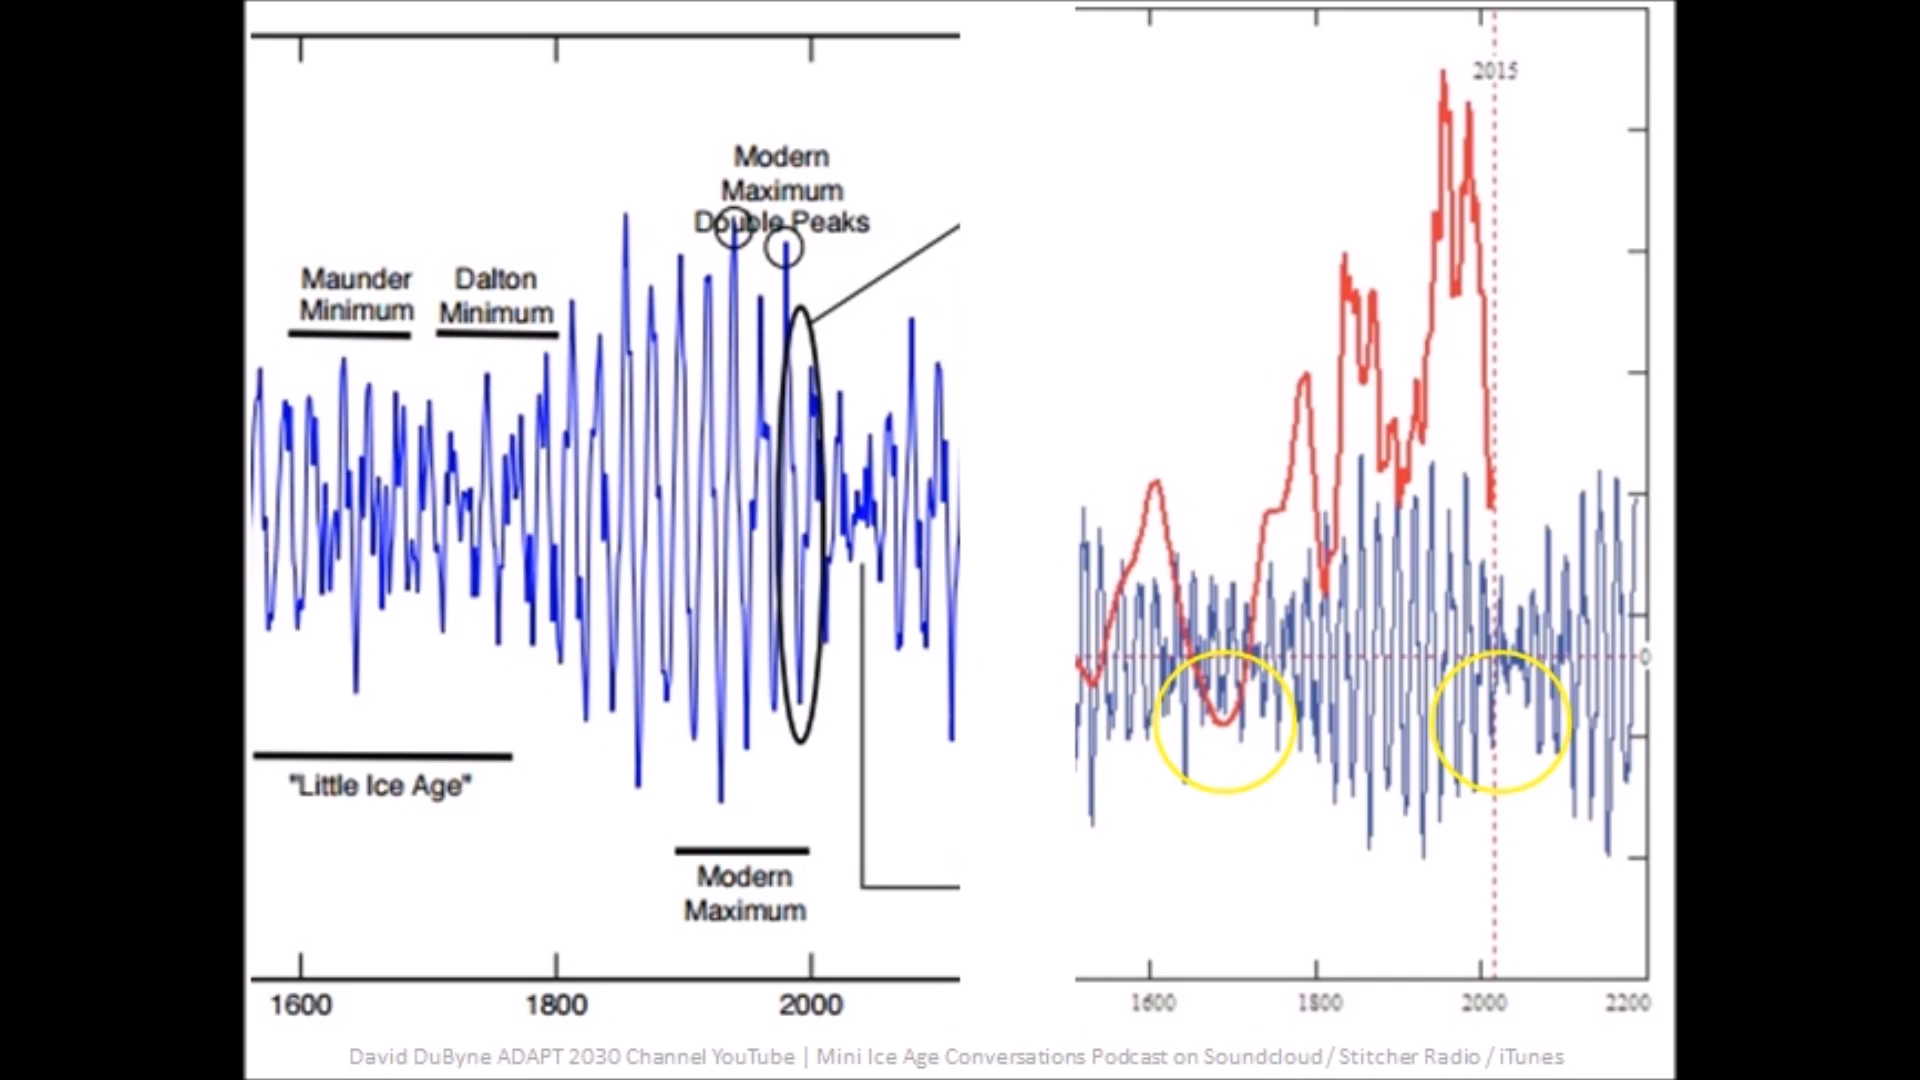 2015
Modern
Maximum
Double Peaks
Maunder
Minimum
Dalton
Minimum
"Little Ice Age"
Modern
Maximum
0
1600 1800 2000
1600 1800 2000 2200
David DuByne ADAPT 2030 Channel YouTube | Mini Ice Age Conversations Podcast on Soundcloud / Stitcher Radio / iTunes